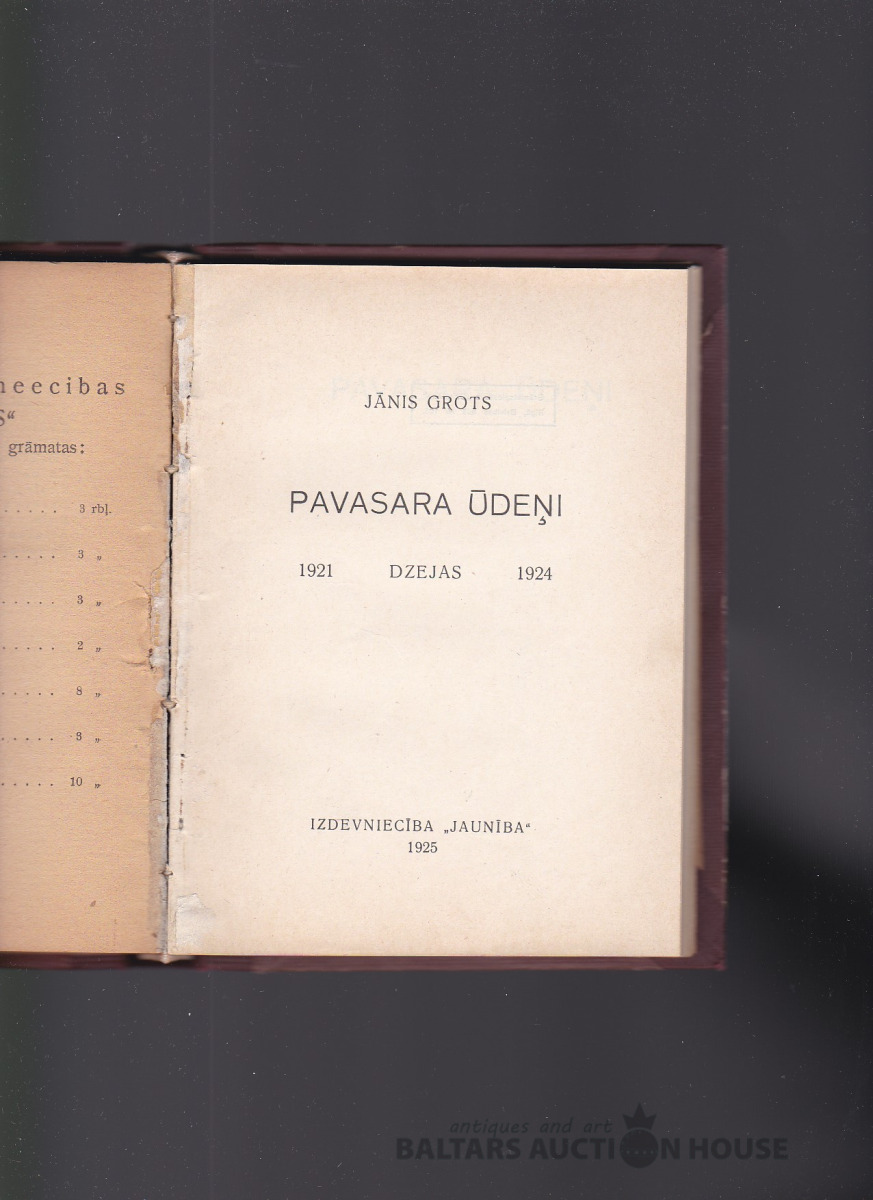 neecibas
S“
grāmatas:
. . . . . 3 rbļ.
. . . . . 3 „
. . . . . 3 „
. . . . . 2 „
. . . . . 8 „
. . . . . 3 „
. . . . . 10 „
JĀNIS GROTS
PAVASARA ŪDEŅI
1921 DZEJAS 1924
IZDEVNIECĪBA „JAUNĪBA“
1925
antiques and art
BALTARS AUCTION HOUSE